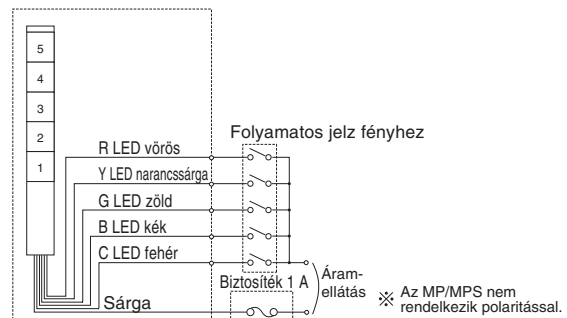 5
4
3
2
1
Folyamatos jelz fényhez
R LED vörös
Y LED narancssárga
G LED zöld
B LED kék
C LED fehér
Biztosíték 1 A
Sárga
Áram-
ellátás
※ Az MP/MPS nem
rendelkezik polaritással.